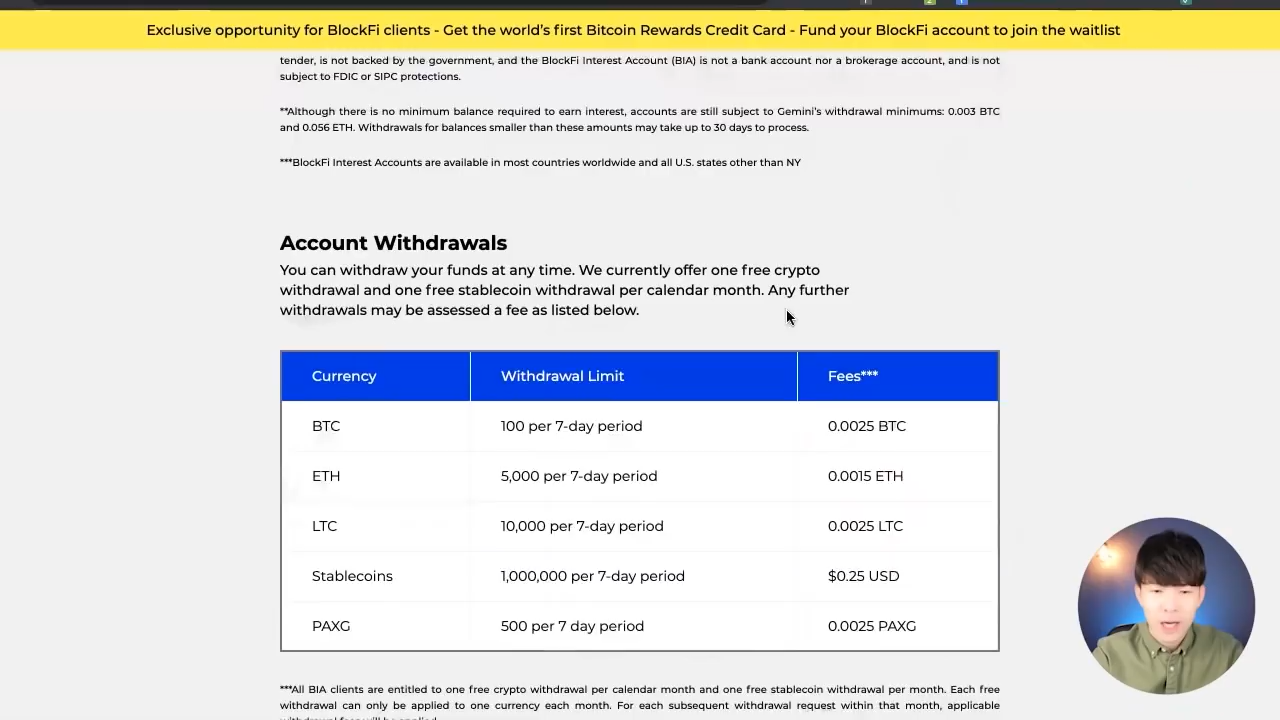 Exclusive opportunity for BlockFi clients - Get the world's first Bitcoin Rewards Credit Card - Fund your BlockFi account to join the waitlist
tender, is not backed by the government, and the BlockFi Interest Account (BIA) is not a bank account nor a brokerage account, and is not
subject to FDIC or SIPC protections.
**Although there is no minimum balance required to earn interest, accounts are still subject to Gemini's withdrawal minimums: 0.003 BTC
and 0.056 ETH. Withdrawals for balances smaller than these amounts may take up to 30 days to process.
***BlockFi Interest Accounts are available in most countries worldwide and all U.S. states other than NY
Account Withdrawals
You can withdraw your funds at any time. We currently offer one free crypto
withdrawal and one free stablecoin withdrawal per calendar month. Any further
withdrawals may be assessed a fee as listed below.
Currency Withdrawal Limit Fees***
BTC 100 per 7-day period 0.0025 BTC
ETH 5,000 per 7-day period 0.0015 ETH
LTC 10,000 per 7-day period 0.0025 LTC
Stablecoins 1,000,000 per 7-day period $0.25 USD
PAXG 500 per 7 day period 0.0025 PAXG
***All BIA clients are entitled to one free crypto withdrawal per calendar month and one free stablecoin withdrawal per month. Each free
withdrawal can only be applied to one currency each month. For each subsequent withdrawal request within that month, applicable
withdrawal fees will be applied.